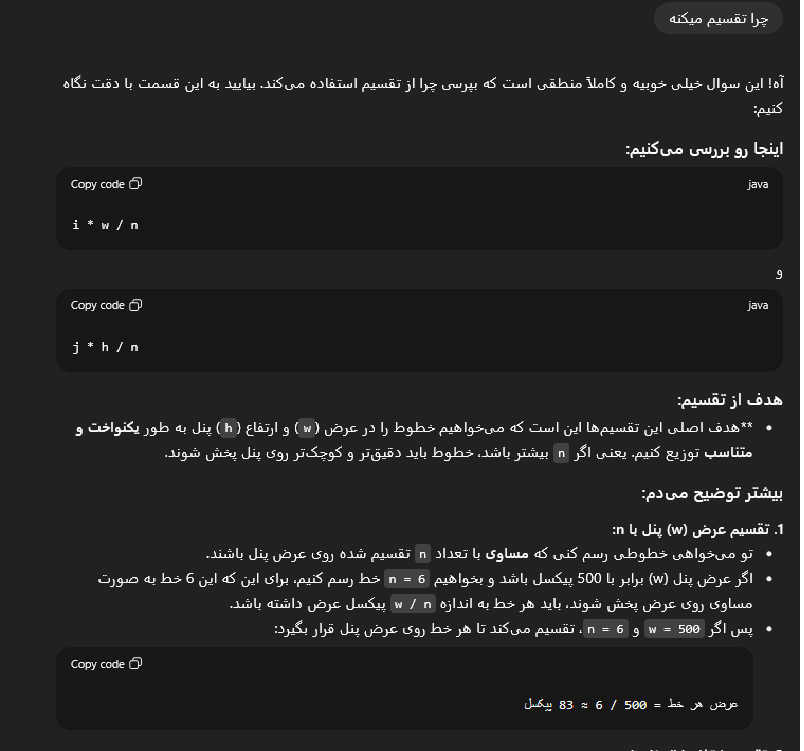 چرا تقسیم میکنه
آه! این سوال خیلی خوبیه و کاملاً منطقی است که بپرسی چرا از تقسیم استفاده می‌کند. بیایید به این قسمت با دقت نگاه
کنیم:
اینجا رو بررسی می‌کنیم:
java
Copy code
i * w / n
و
java
Copy code
j * h / n
هدف از تقسیم:
**هدف اصلی این تقسیم‌ها این است که می‌خواهیم خطوط را در عرض (w) و ارتفاع (h) پنل به طور یکنواخت و
متناسب توزیع کنیم. یعنی اگر n بیشتر باشد، خطوط باید دقیق‌تر و کوچک‌تر روی پنل پخش شوند.
بیشتر توضیح می‌دم:
1. تقسیم عرض (w) پنل با n:
تو می‌خواهی خطوطی رسم کنی که مساوی با تعداد n تقسیم شده روی عرض پنل باشند.
اگر عرض پنل (w) برابر با 500 پیکسل باشد و بخواهیم n = 6 خط رسم کنیم، برای این که این 6 خط به صورت
مساوی روی عرض پخش شوند، باید هر خط به اندازه w / n پیکسل عرض داشته باشد.
پس اگر w = 500 و n = 6، تقسیم می‌کند تا هر خط روی عرض پنل قرار بگیرد:
Copy code
عرض هر خط = 500 / 6 ≈ 83 پیکسل